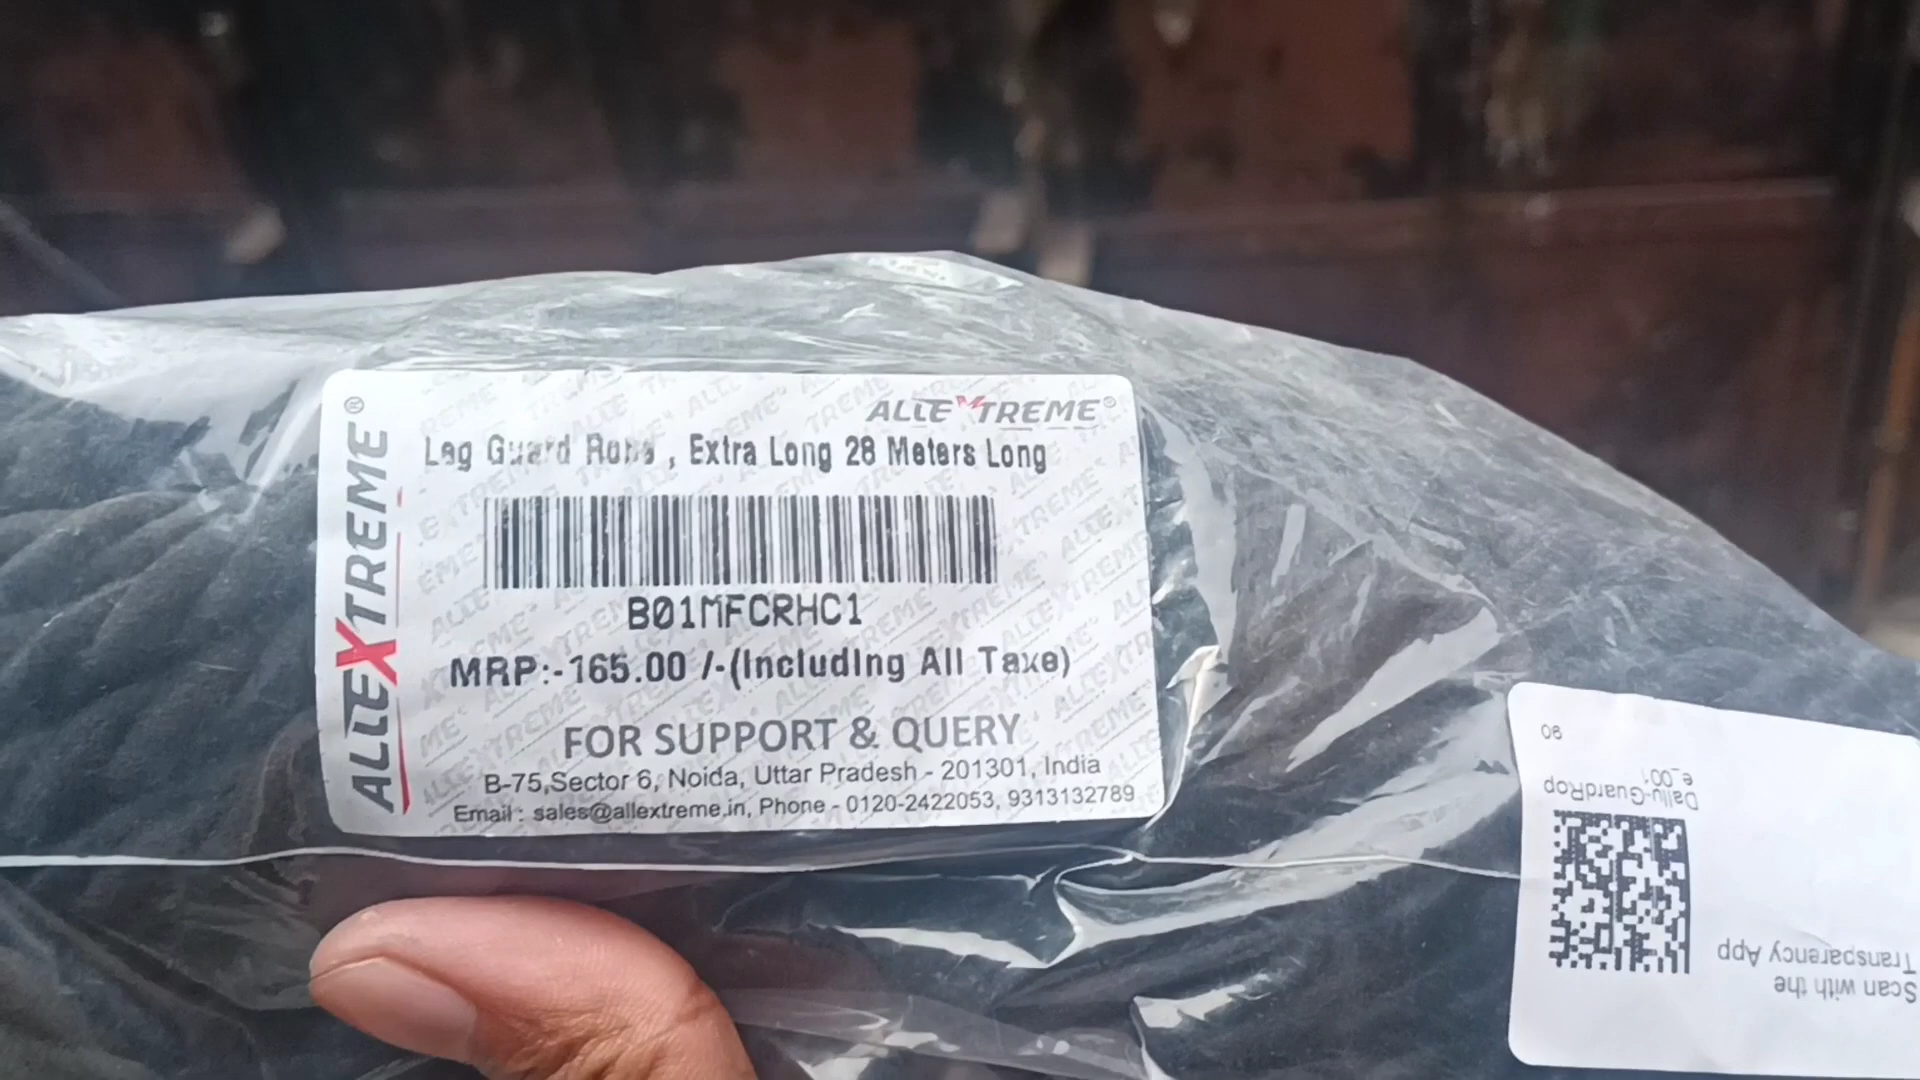 ALLEXTREME®
ALLEXTREME®
Leg Guard Rope , Extra Long 28 Meters Long
B01MFCRHC1
MRP:-165.00 /-(Including All Taxe)
FOR SUPPORT & QUERY
B-75,Sector 6, Noida, Uttar Pradesh - 201301, India
Email : sales@allextreme.in, Phone - 0120-2422053, 9313132789
Scan with the
Transparency App
e_001